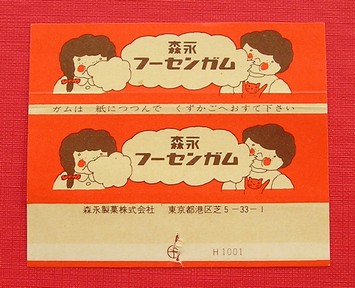 森永
フーセンガム
ガムは 紙につつんで くずかごへおすて下さい
森永
フーセンガム
森永製菓株式会社 東京都港区芝5-33-1
H1001